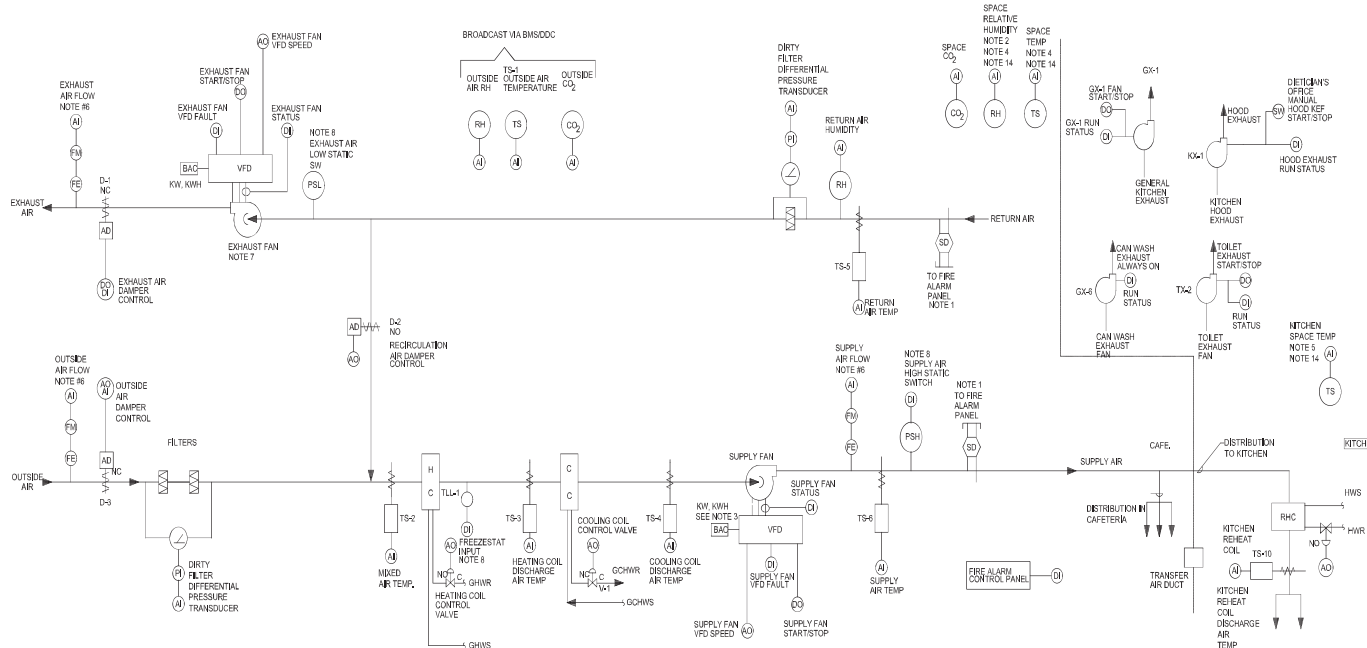 EXHAUST
AIR FLOW
NOTE #6
AI
FM
FE
EXHAUST
AIR
D-1
NC
AD
DO
DI
EXHAUST AIR
DAMPER
CONTROL
EXHAUST FAN
VFD FAULT
DI
EXHAUST FAN
START/STOP
DO
AO
EXHAUST FAN
VFD SPEED
EXHAUST FAN
STATUS
DI
VFD
BAC
KW, KWH
EXHAUST FAN
NOTE 7
NOTE 8
EXHAUST AIR
LOW STATIC
SW
PSL
BROADCAST VIA BMS/DDC
OUTSIDE
AIR RH
RH
AI
TS-1
OUTSIDE AIR
TEMPERATURE
TS
AI
OUTSIDE
CO2
CO2
AI
DIRTY
FILTER
DIFFERENTIAL
PRESSURE
TRANSDUCER
AI
PI
RETURN AIR
HUMIDITY
AI
RH
TS-5
AI
RETURN
AIR TEMP
SD
TO FIRE
ALARM
PANEL
NOTE 1
RETURN AIR
SPACE
CO2
AI
CO2
SPACE
RELATIVE
HUMIDITY
NOTE 2
NOTE 4
NOTE 14
AI
RH
SPACE
TEMP
NOTE 4
NOTE 14
AI
TS
GX-1
GX-1 FAN
START/STOP
DO
GX-1 RUN
STATUS
DI
GENERAL
KITCHEN
EXHAUST
HOOD
EXHAUST
KX-1
KITCHEN
HOOD
EXHAUST
DIETICIAN'S
OFFICE
MANUAL
HOOD KEF
START/STOP
SW
DI
HOOD EXHAUST
RUN STATUS
CAN WASH
EXHAUST
ALWAYS ON
DI
RUN
STATUS
GX-8
CAN WASH
EXHAUST
FAN
TOILET
EXHAUST
START/STOP
DO
DI
RUN
STATUS
TX-2
TOILET
EXHAUST
FAN
KITCHEN
SPACE TEMP
NOTE 5
NOTE 14
AI
TS
AD
D-2
NO
AO
RECIRCULATION
AIR DAMPER
CONTROL
OUTSIDE
AIR FLOW
NOTE #6
AI
FM
FE
AO
AI
OUTSIDE
AIR
DAMPER
CONTROL
AD
NC
D-3
OUTSIDE
AIR
FILTERS
PI
AI
DIRTY
FILTER
DIFFERENTIAL
PRESSURE
TRANSDUCER
TS-2
AI
MIXED
AIR TEMP.
H
C
TLL-1
DI
FREEZESTAT
INPUT
NOTE 8
AO
NC
C
GHWR
HEATING COIL
CONTROL
VALVE
GHWS
TS-3
AI
HEATING COIL
DISCHARGE
AIR TEMP
C
C
COOLING COIL
CONTROL VALVE
AO
NC
C
V-1
GCHWR
GCHWS
TS-4
AI
COOLING COIL
DISCHARGE
AIR TEMP
SUPPLY FAN
KW, KWH
SEE NOTE 3
BAC
VFD
SUPPLY FAN
STATUS
DI
DI
SUPPLY FAN
VFD FAULT
DO
SUPPLY FAN
START/STOP
SUPPLY FAN
VFD SPEED
AO
SUPPLY
AIR FLOW
NOTE #6
AI
FM
FE
TS-6
AI
SUPPLY
AIR TEMP
NOTE 8
SUPPLY AIR
HIGH STATIC
SWITCH
DI
PSH
NOTE 1
TO FIRE
ALARM
PANEL
SD
SUPPLY AIR
FIRE ALARM
CONTROL PANEL
DI
CAFE.
DISTRIBUTION IN
CAFETERIA
DISTRIBUTION
TO KITCHEN
TRANSFER
AIR DUCT
KITCH
RHC
HWS
HWR
NO
AO
KITCHEN
REHEAT
COIL
TS-10
AI
KITCHEN
REHEAT
COIL
DISCHARGE
AIR
TEMP